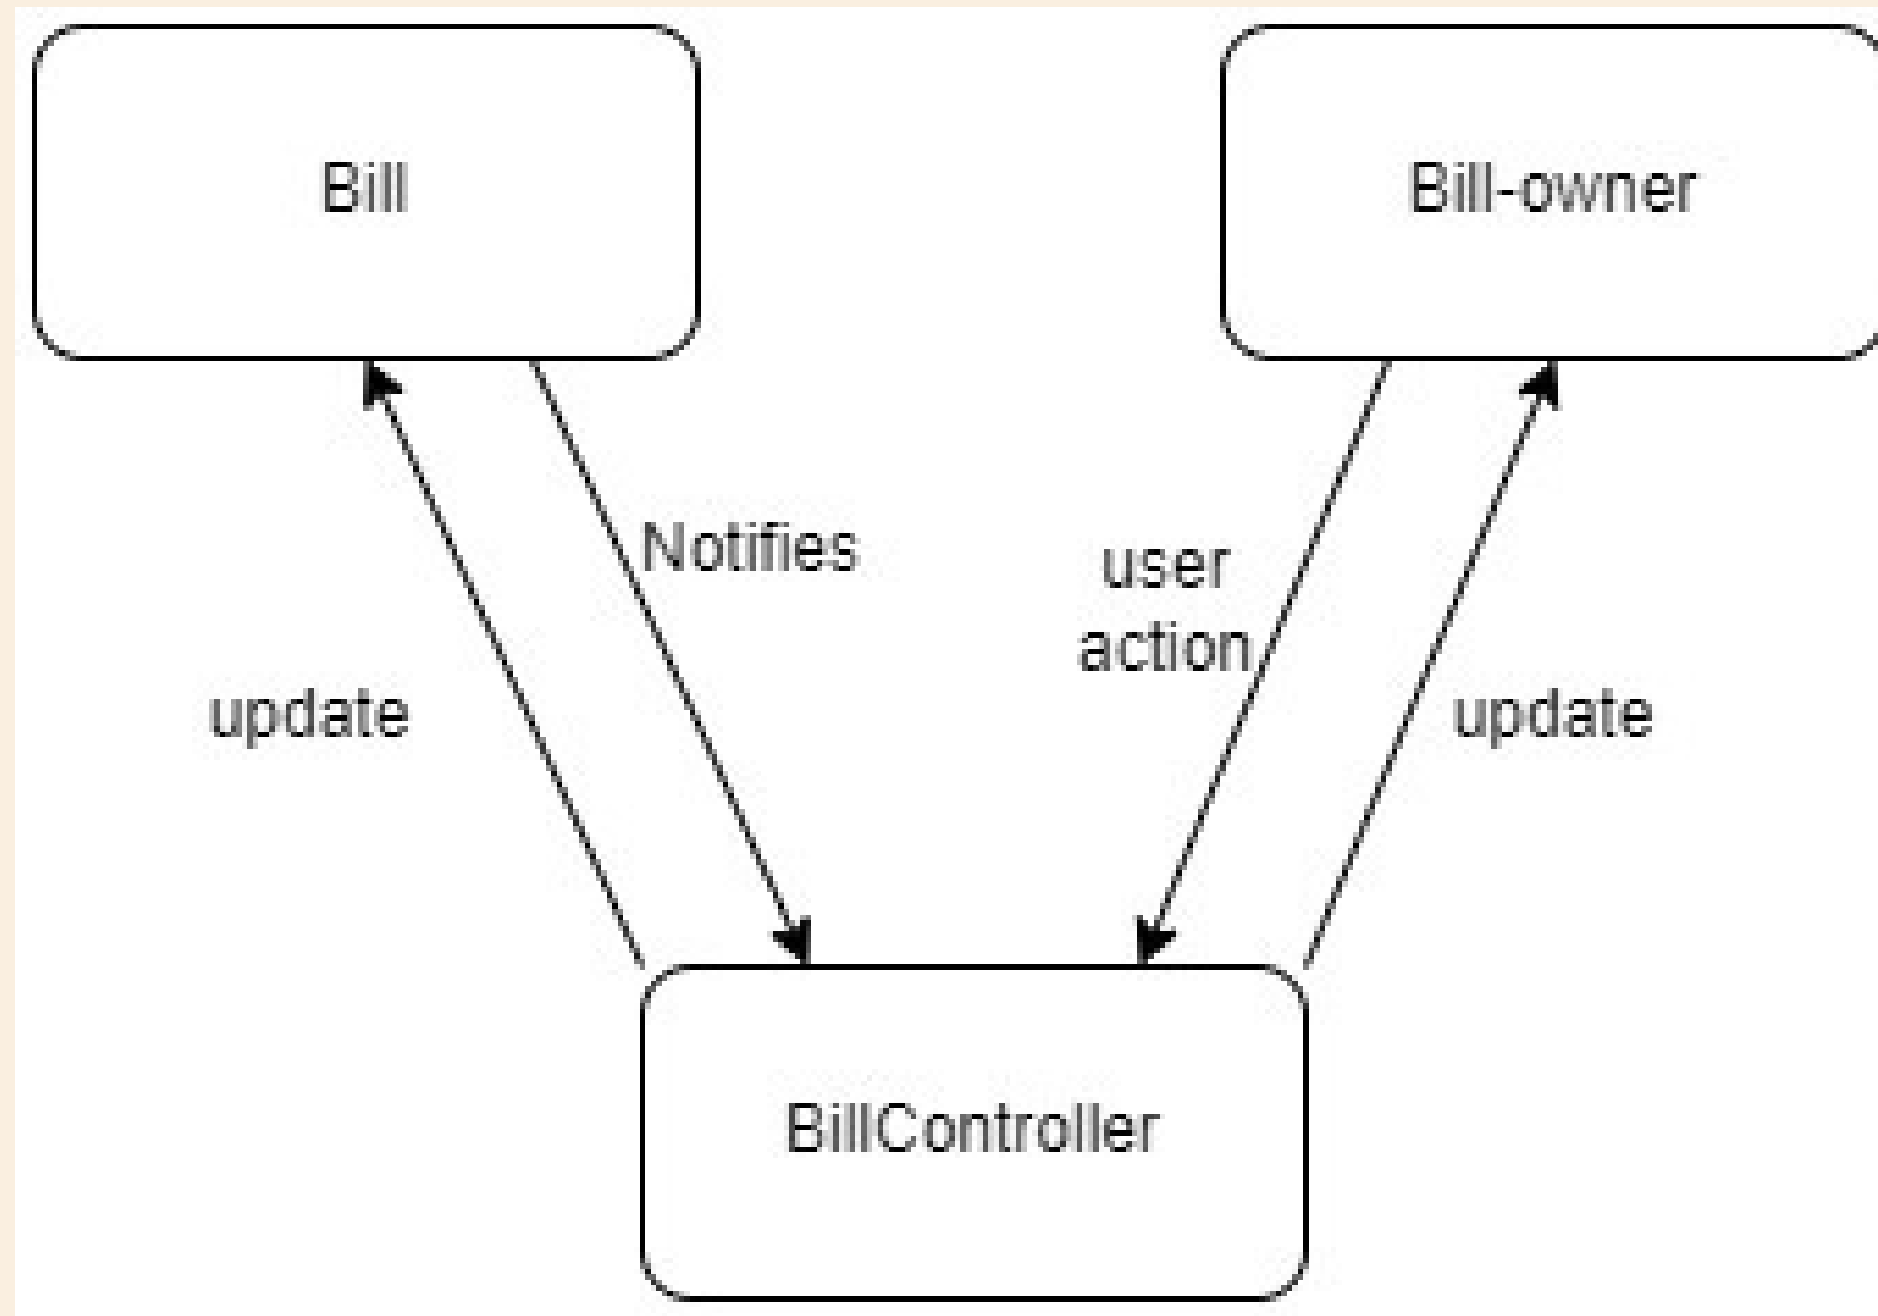 Bill
Bill-owner
Notifies
user
action
update
update
BillController